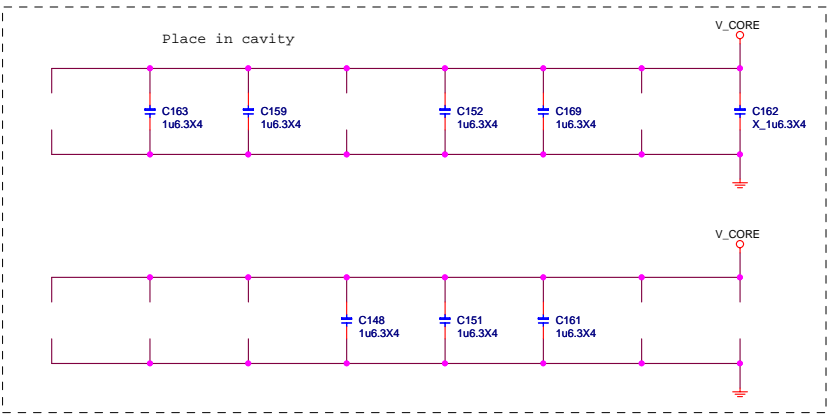 V_CORE
Place in cavity
C163
1u6.3X4
C159
1u6.3X4
C152
1u6.3X4
C169
1u6.3X4
C162
X_1u6.3X4
V_CORE
C148
1u6.3X4
C151
1u6.3X4
C161
1u6.3X4